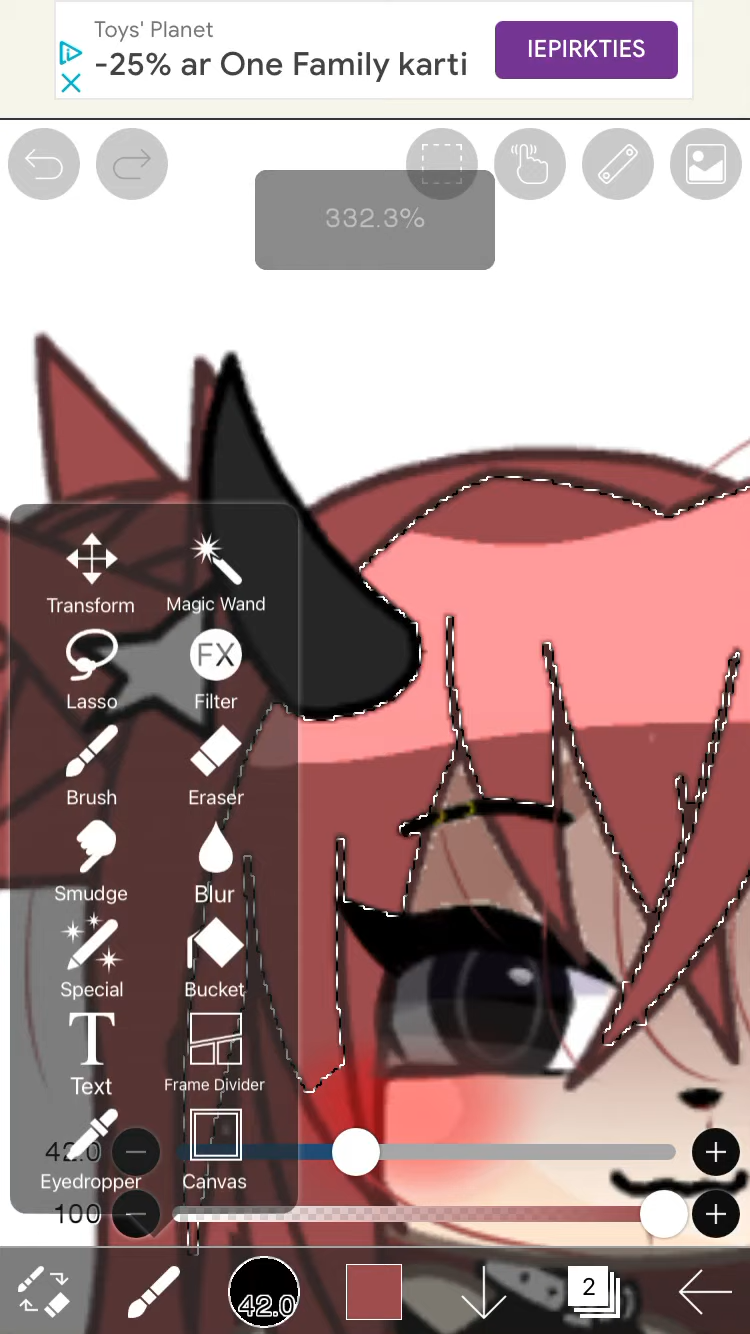 Toys' Planet
-25% ar One Family karti
IEPIRKTIES
332.3%
Transform
Magic Wand
Lasso
FX
Filter
Brush
Eraser
Smudge
Blur
Special
Bucket
T
Text
Frame Divider
42.0
Eyedropper
Canvas
100
42.0
2